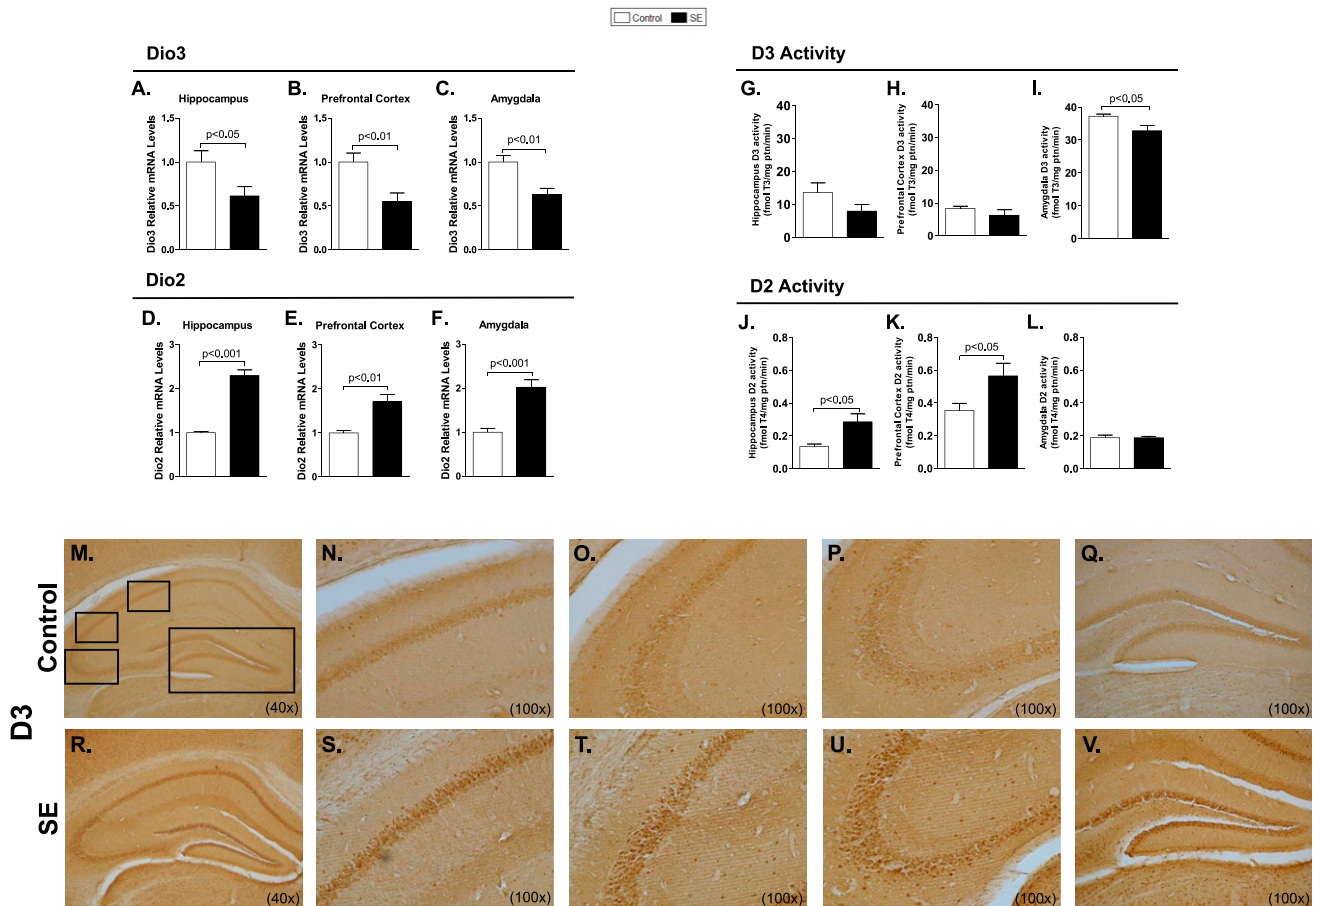 Control SE
Dio3
D3 Activity
A. Hippocampus
Dio3 Relative mRNA Levels
1.5
1.0
0.5
0.0
p<0.05
B. Prefrontal Cortex
Dio3 Relative mRNA Levels
1.5
1.0
0.5
0.0
p<0.01
C. Amygdala
Dio3 Relative mRNA Levels
1.5
1.0
0.5
0.0
p<0.01
G.
Hippocampus D3 activity
(fmol T3/mg ptn/min)
40
30
20
10
0
H.
Prefrontal Cortex D3 activity
(fmol T3/mg ptn/min)
40
30
20
10
0
I.
Amygdala D3 activity
(fmol T3/mg ptn/min)
40
30
20
10
0
p<0.05
Dio2
D2 Activity
D. Hippocampus
Dio2 Relative mRNA Levels
3
2
1
0
p<0.001
E. Prefrontal Cortex
Dio2 Relative mRNA Levels
3
2
1
0
p<0.01
F. Amygdala
Dio2 Relative mRNA Levels
3
2
1
0
p<0.001
J.
Hippocampus D2 activity
(fmol T4/mg ptn/min)
0.8
0.6
0.4
0.2
0.0
p<0.05
K.
Prefrontal Cortex D2 activity
(fmol T4/mg ptn/min)
0.8
0.6
0.4
0.2
0.0
p<0.05
L.
Amygdala D2 activity
(fmol T4/mg ptn/min)
0.8
0.6
0.4
0.2
0.0
D3
Control
M. (40x)
N. (100x)
O. (100x)
P. (100x)
Q. (100x)
SE
R. (40x)
S. (100x)
T. (100x)
U. (100x)
V. (100x)